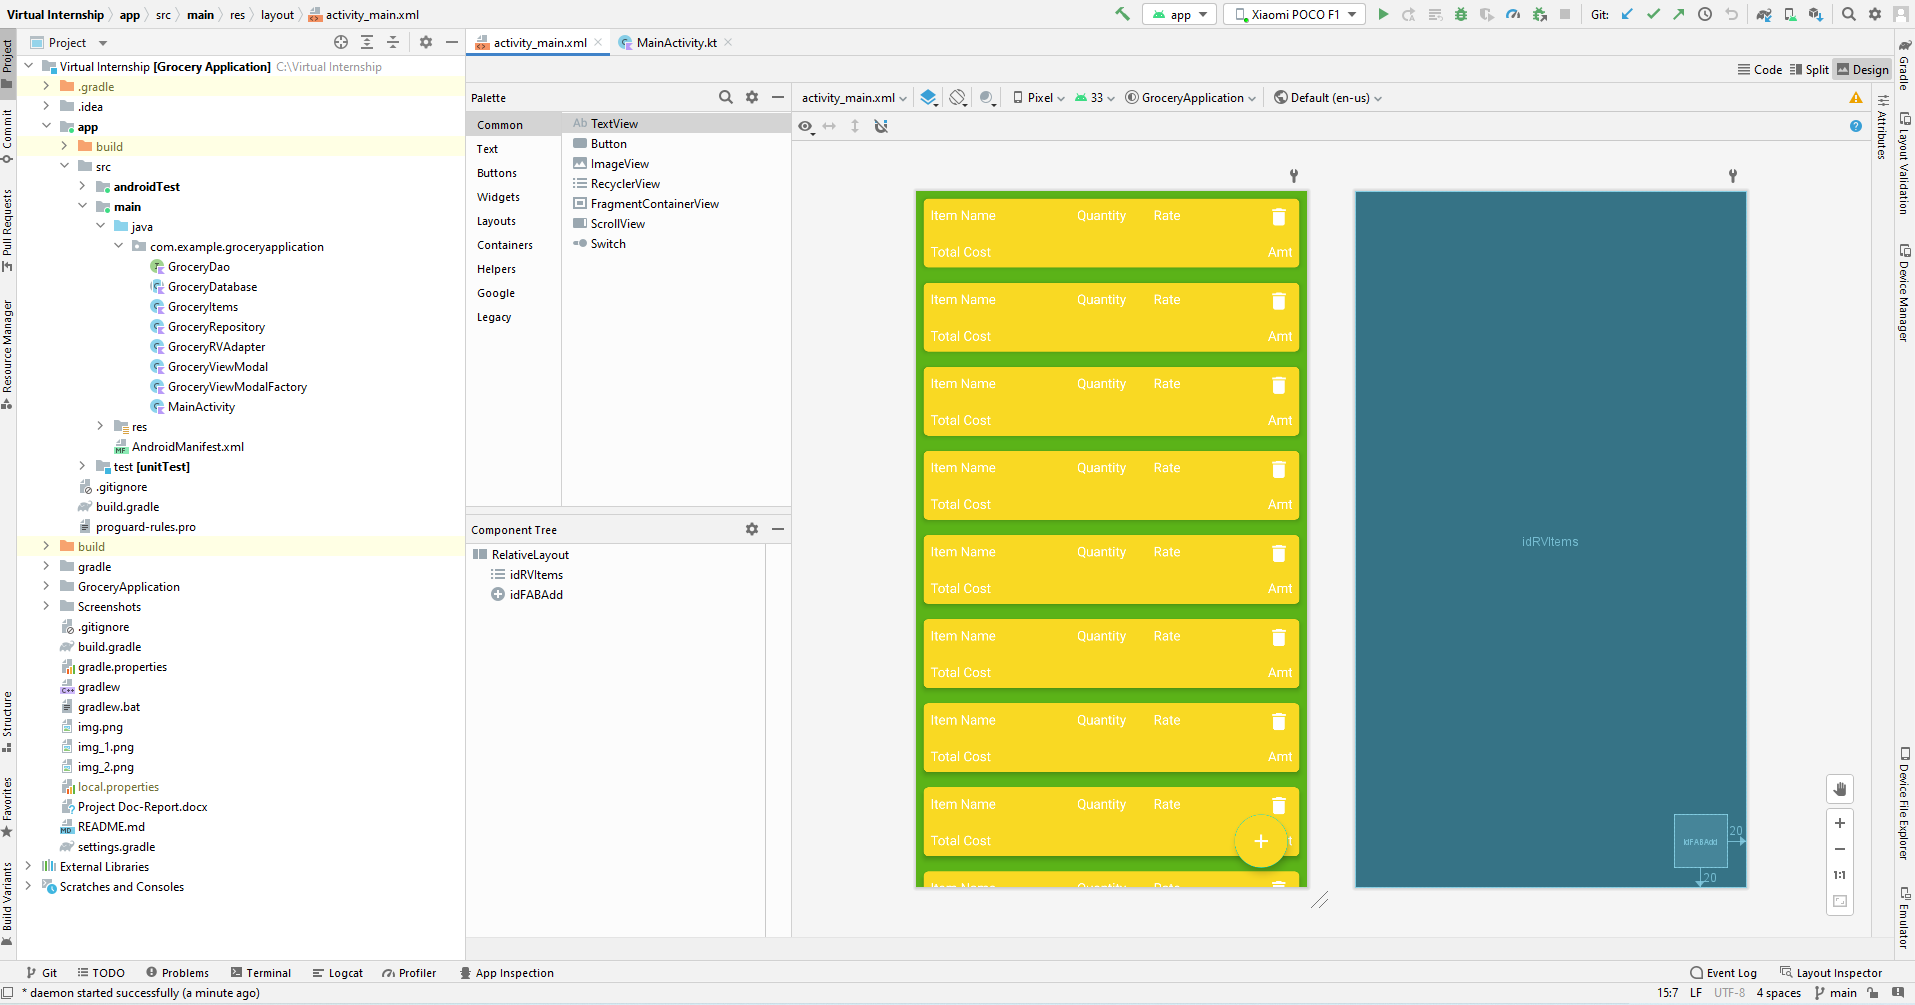 Virtual Internship app src main res layout activity_main.xml app Xiaomi POCO F1 Git:
Project activity_main.xml MainActivity.kt
Code Split Design
Virtual Internship [Grocery Application] C:\Virtual Internship
.gradle
.idea
app
build
src
androidTest
main
java
com.example.groceryapplication
GroceryDao
GroceryDatabase
GroceryItems
GroceryRepository
GroceryRVAdapter
GroceryViewModal
GroceryViewModalFactory
MainActivity
res
AndroidManifest.xml
test [unitTest]
.gitignore
build.gradle
proguard-rules.pro
build
gradle
GroceryApplication
Screenshots
.gitignore
build.gradle
gradle.properties
gradlew
gradlew.bat
img.png
img_1.png
img_2.png
local.properties
Project Doc-Report.docx
README.md
settings.gradle
External Libraries
Scratches and Consoles
Palette
Common
Text
Buttons
Widgets
Layouts
Containers
Helpers
Google
Legacy
Ab TextView
Button
ImageView
RecyclerView
FragmentContainerView
ScrollView
Switch
Component Tree
RelativeLayout
idRVItems
idFABAdd
activity_main.xml Pixel 33 GroceryApplication Default (en-us)
Item Name Quantity Rate
Total Cost Amt
Item Name Quantity Rate
Total Cost Amt
Item Name Quantity Rate
Total Cost Amt
Item Name Quantity Rate
Total Cost Amt
Item Name Quantity Rate
Total Cost Amt
Item Name Quantity Rate
Total Cost Amt
Item Name Quantity Rate
Total Cost Amt
Item Name Quantity Rate
Total Cost t
Item Name Quantity Rate
idRVItems
idFABAdd
20
20
1:1
Project
Commit
Pull Requests
Resource Manager
Structure
Favorites
Build Variants
Attributes
Gradle
Layout Validation
Device Manager
Device File Explorer
Emulator
Git TODO Problems Terminal Logcat Profiler App Inspection Event Log Layout Inspector
* daemon started successfully (a minute ago) 15:7 LF UTF-8 4 spaces main